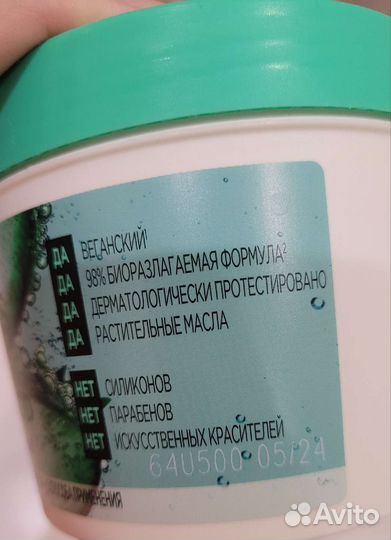 ДА ВЕГАНСКИЙ¹
ДА 98% БИОРАЗЛАГАЕМАЯ ФОРМУЛА²
ДА ДЕРМАТОЛОГИЧЕСКИ ПРОТЕСТИРОВАНО
ДА РАСТИТЕЛЬНЫЕ МАСЛА
НЕТ СИЛИКОНОВ
НЕТ ПАРАБЕНОВ
НЕТ ИСКУССТВЕННЫХ КРАСИТЕЛЕЙ
64U500 05/24
ПРИМЕНЕНИЯ
Avito